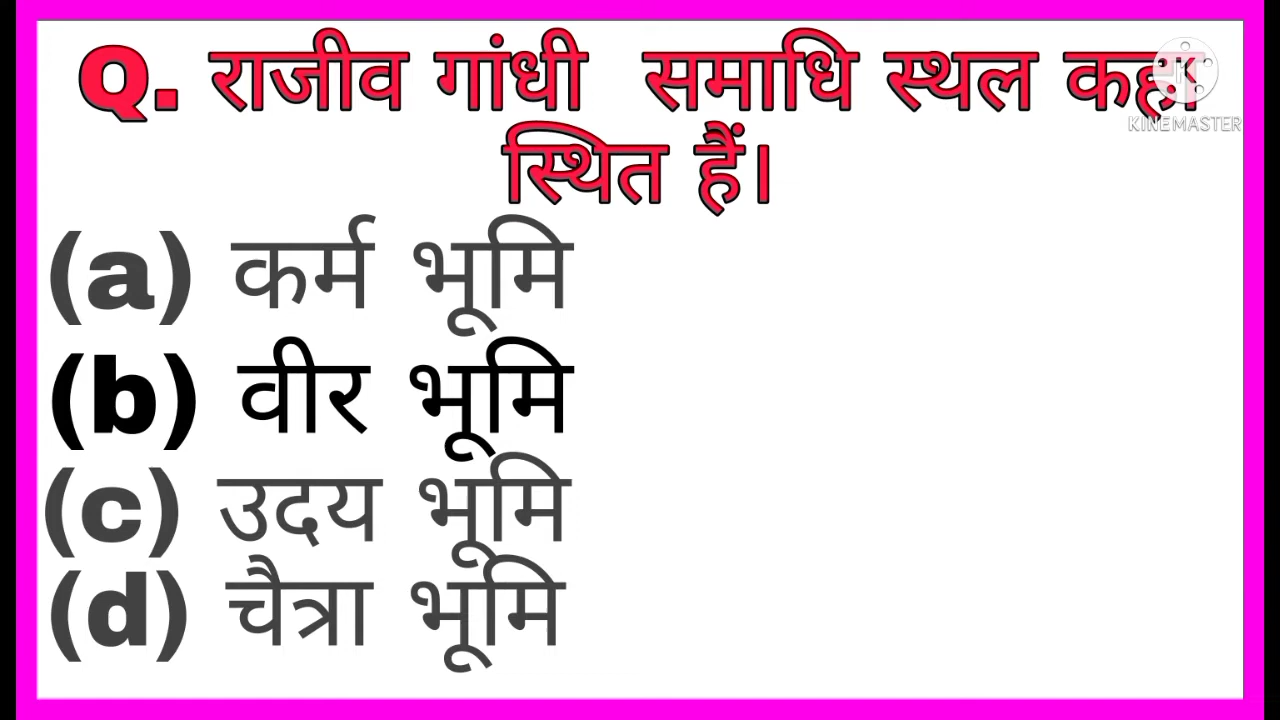 Q. राजीव गांधी समाधि स्थल कहा
स्थित हैं।
(a) कर्म भूमि
(b) वीर भूमि
(c) उदय भूमि
(d) चैत्रा भूमि
KINEMASTER